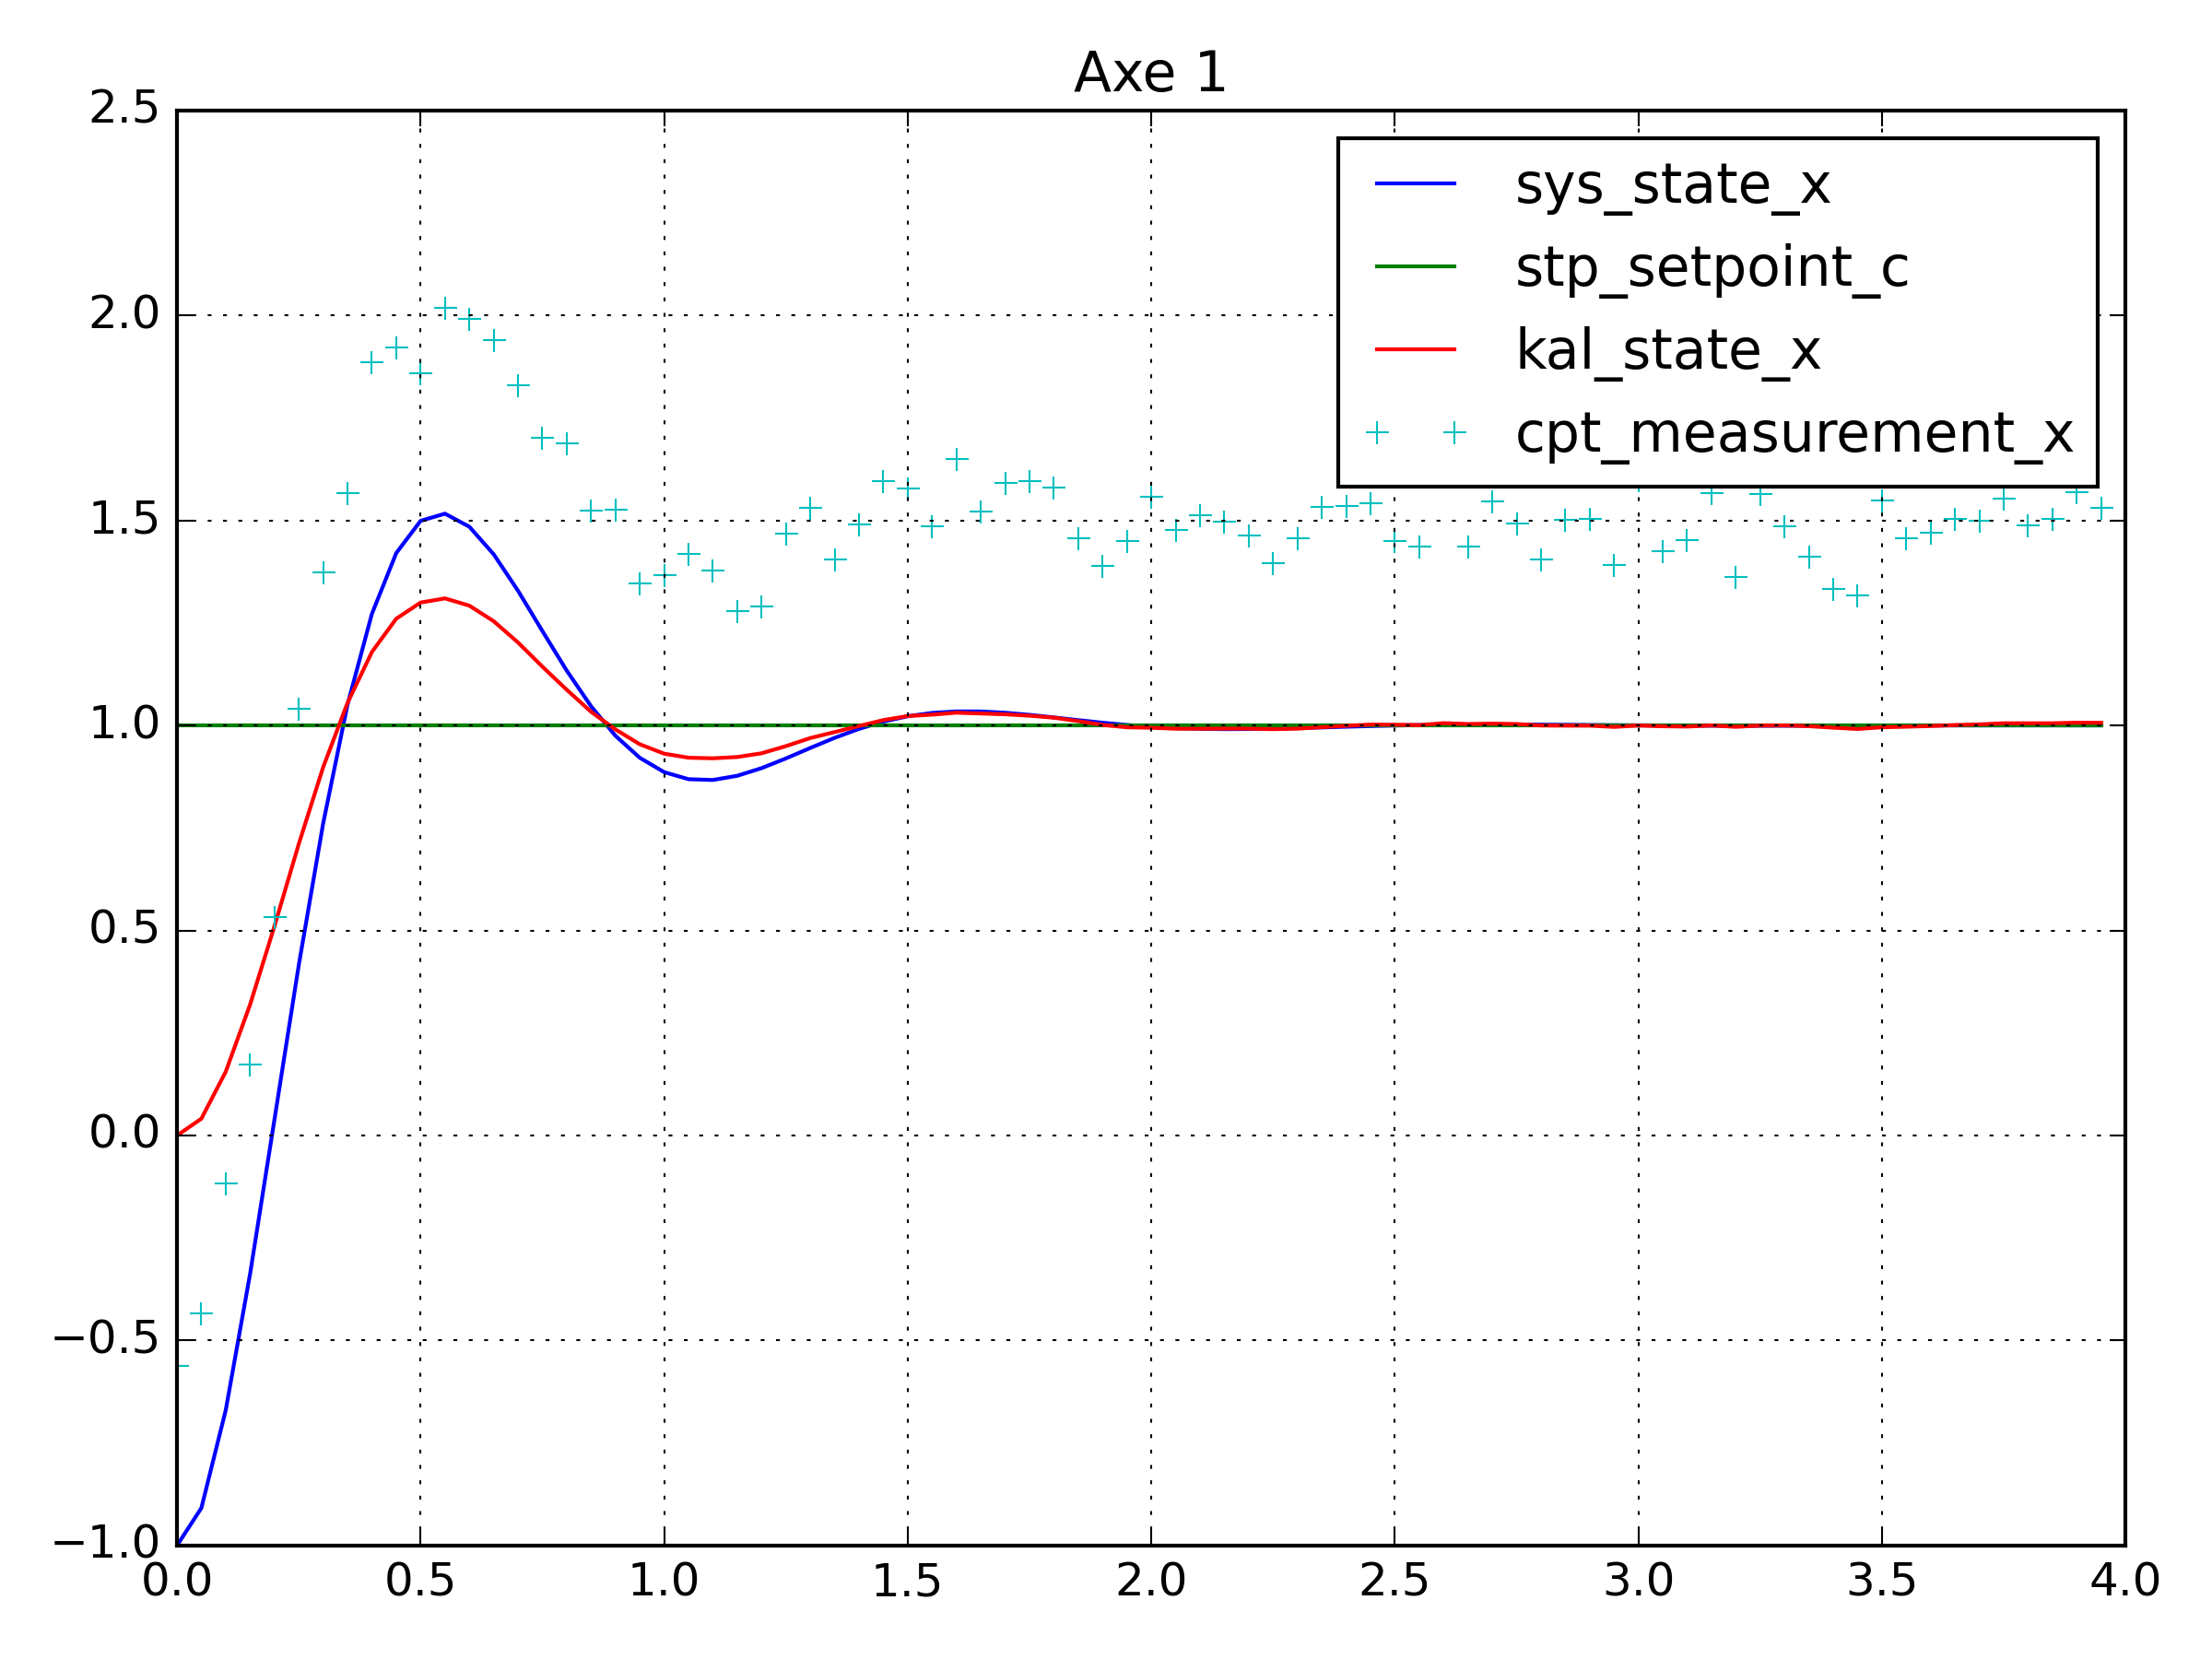 Axe 1
2.5
2.0
1.5
1.0
0.5
0.0
−0.5
−1.0
sys_state_x
stp_setpoint_c
kal_state_x
cpt_measurement_x
0.0 0.5 1.0 1.5 2.0 2.5 3.0 3.5 4.0